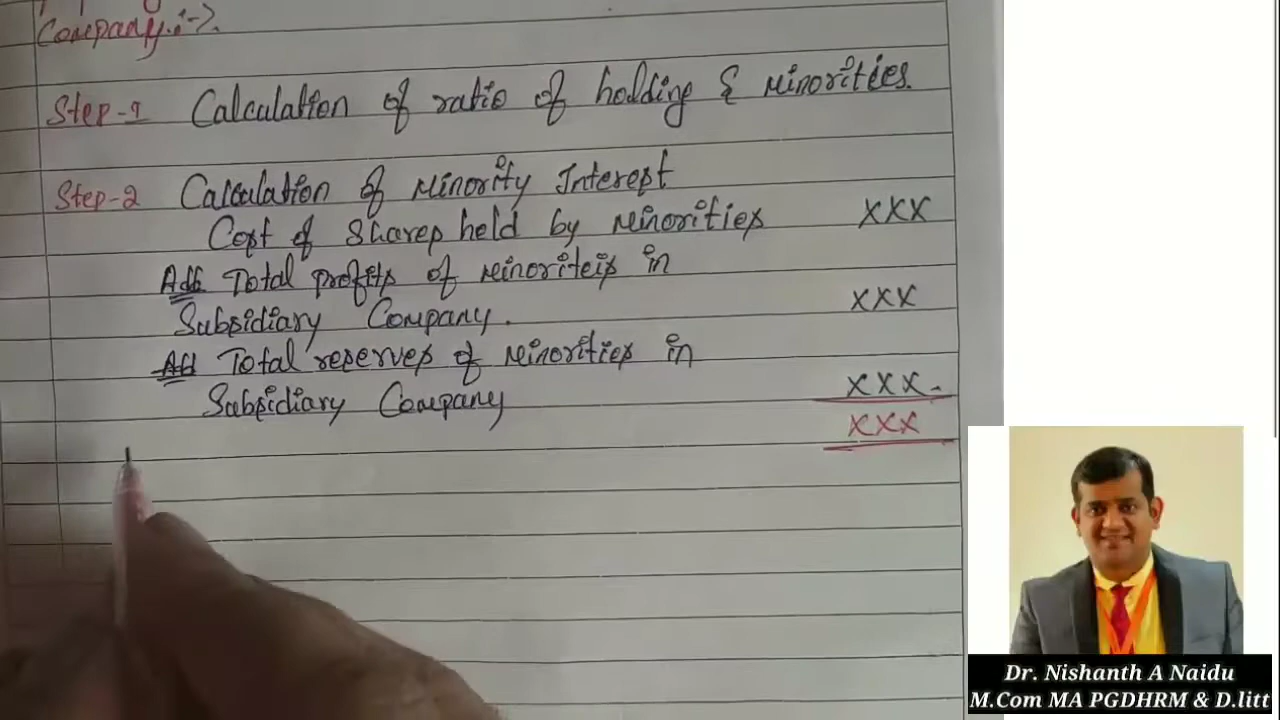 Company :->.
Step-1 Calculation of ratio of holding & Minorities.
Step-2 Calculation of Minority Interest
Cost of Shares held by Minorities XXX
Add Total profits of Minorities in
Subsidiary Company. XXX
Add Total reserves of Minorities in
Subsidiary Company XXX
XXX
Dr. Nishanth A Naidu
M.Com MA PGDHRM & D.litt